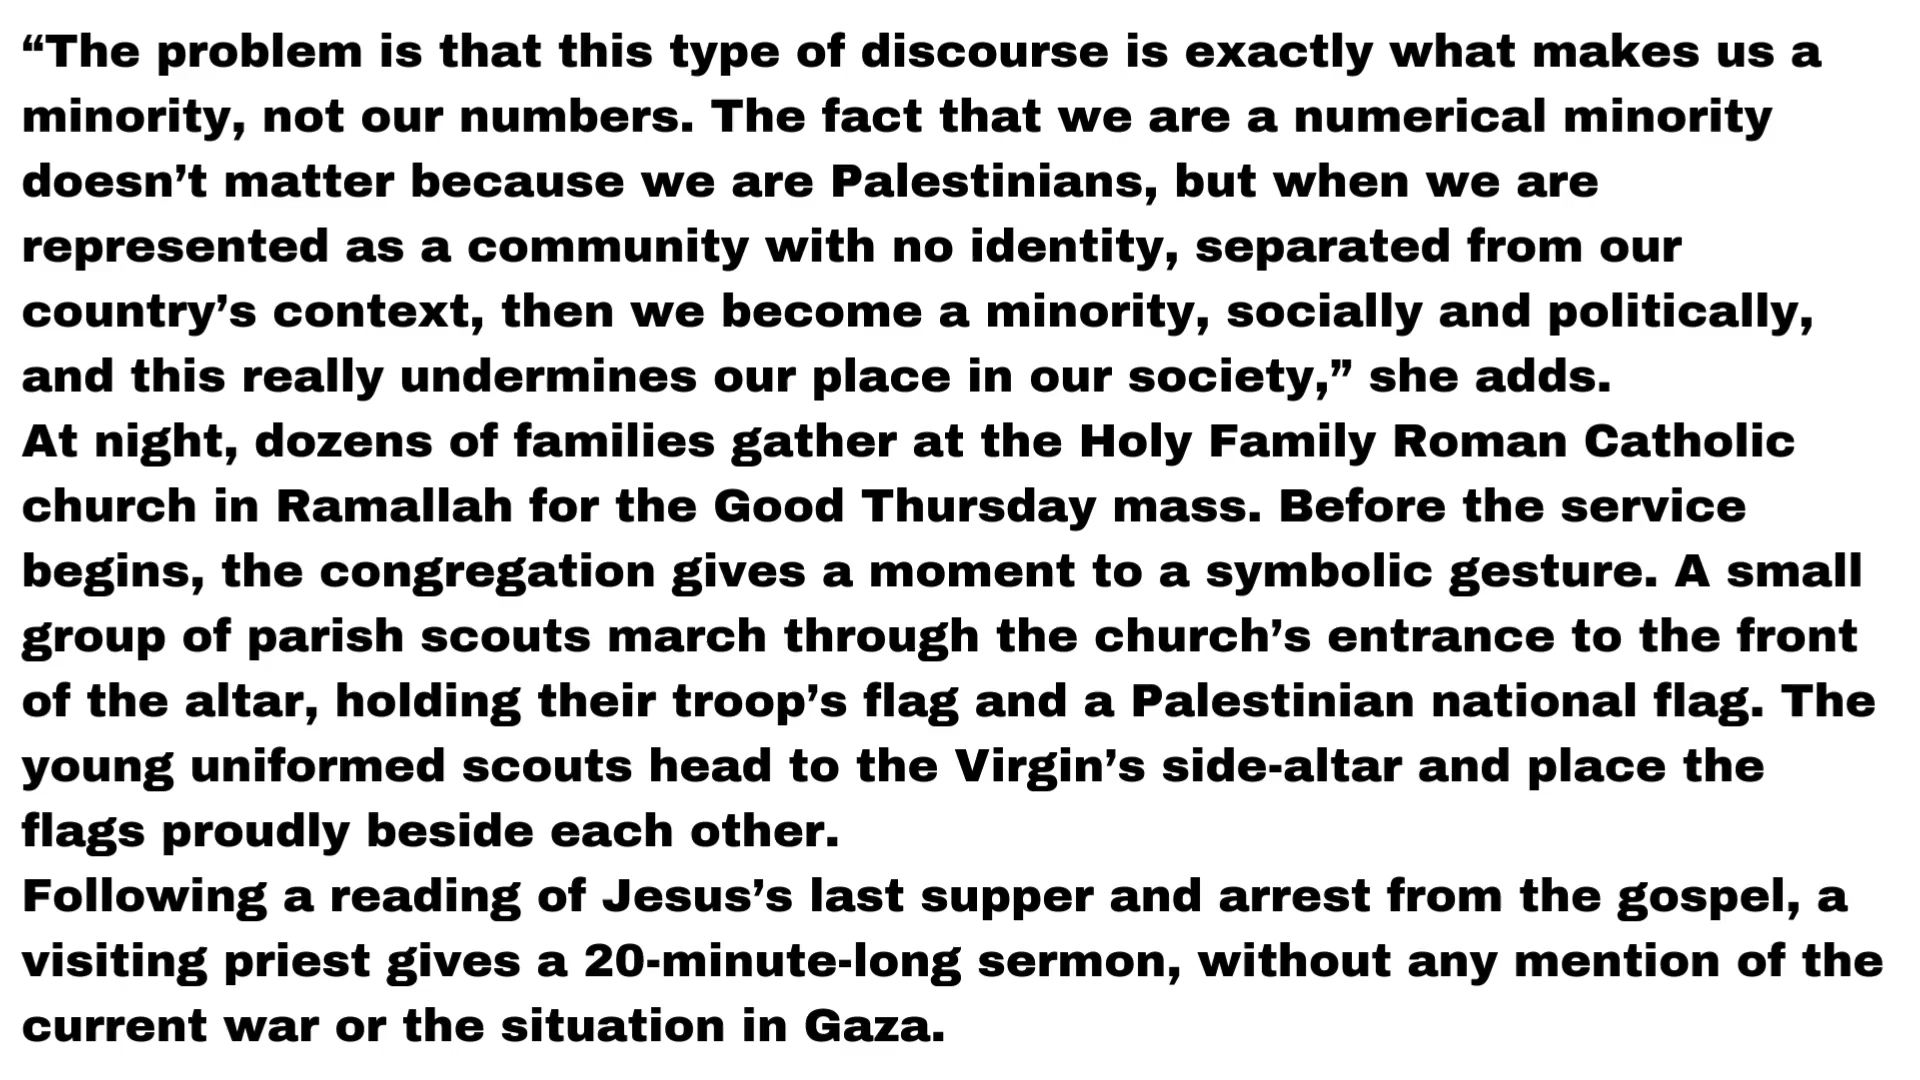 “The problem is that this type of discourse is exactly what makes us a
minority, not our numbers. The fact that we are a numerical minority
doesn’t matter because we are Palestinians, but when we are
represented as a community with no identity, separated from our
country’s context, then we become a minority, socially and politically,
and this really undermines our place in our society,” she adds.
At night, dozens of families gather at the Holy Family Roman Catholic
church in Ramallah for the Good Thursday mass. Before the service
begins, the congregation gives a moment to a symbolic gesture. A small
group of parish scouts march through the church’s entrance to the front
of the altar, holding their troop’s flag and a Palestinian national flag. The
young uniformed scouts head to the Virgin’s side-altar and place the
flags proudly beside each other.
Following a reading of Jesus’s last supper and arrest from the gospel, a
visiting priest gives a 20-minute-long sermon, without any mention of the
current war or the situation in Gaza.